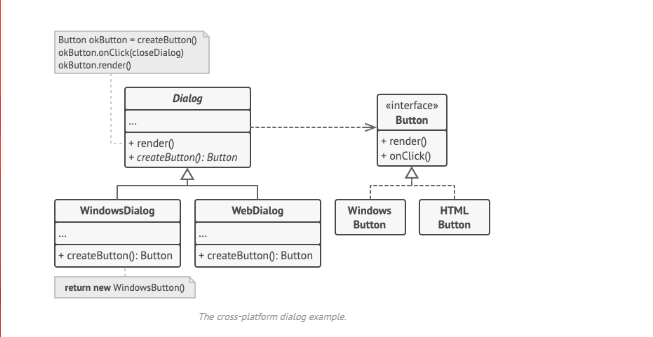 Button okButton = createButton()
okButton.onClick(closeDialog)
okButton.render()
Dialog
...
+ render()
+ createButton(): Button
«interface»
Button
+ render()
+ onClick()
WindowsDialog
...
+ createButton(): Button
WebDialog
...
+ createButton(): Button
Windows
Button
HTML
Button
return new WindowsButton()
The cross-platform dialog example.